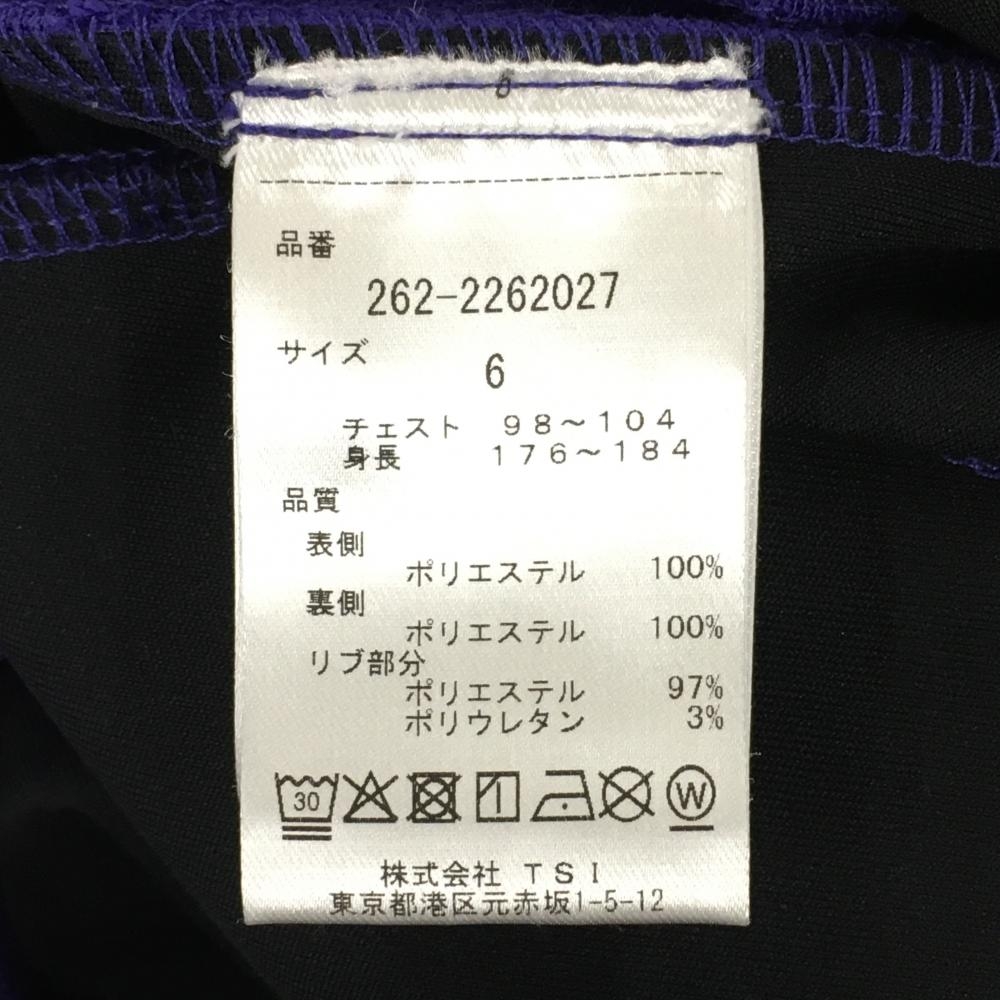 6
品番
262-2262027
サイズ
6
チェスト 98～104
身長 176～184
品質
表側
ポリエステル 100%
裏側
ポリエステル 100%
リブ部分
ポリエステル 97%
ポリウレタン 3%
30 W
株式会社 TSI
東京都港区元赤坂1-5-12